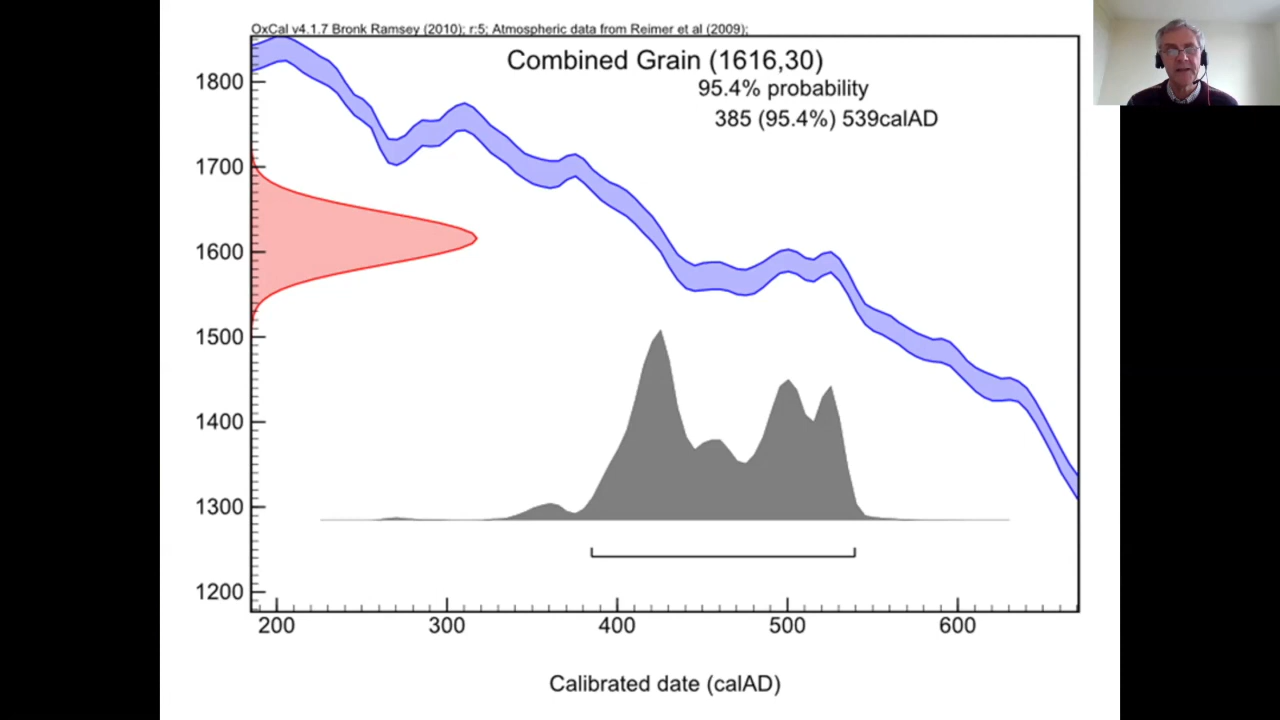 OxCal v4.1.7 Bronk Ramsey (2010); r:5; Atmospheric data from Reimer et al (2009);
Combined Grain (1616,30)
95.4% probability
385 (95.4%) 539calAD
1800
1700
1600
1500
1400
1300
1200
200 300 400 500 600
Calibrated date (calAD)